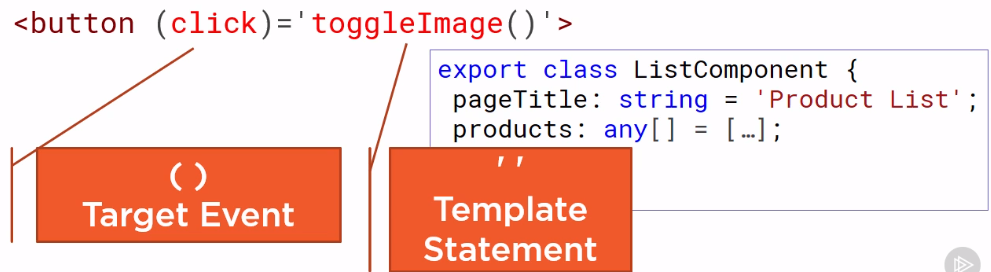 <button (click)='toggleImage()'>
export class ListComponent {
pageTitle: string = 'Product List';
products: any[] = […];
( )
Target Event
' '
Template
Statement